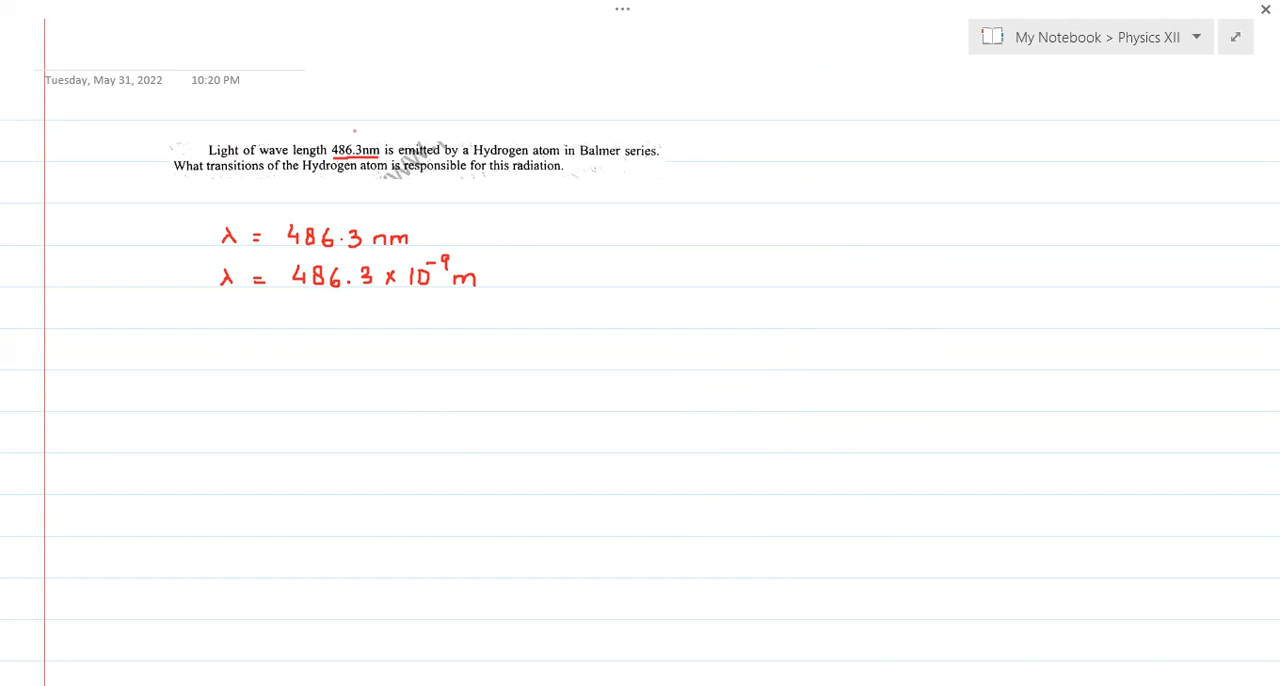 ...
My Notebook > Physics XII
Tuesday, May 31, 2022 10:20 PM
Light of wave length 486.3nm is emitted by a Hydrogen atom in Balmer series.
What transitions of the Hydrogen atom is responsible for this radiation.
λ = 486.3 nm
λ = 486.3 × 10⁻⁹ m